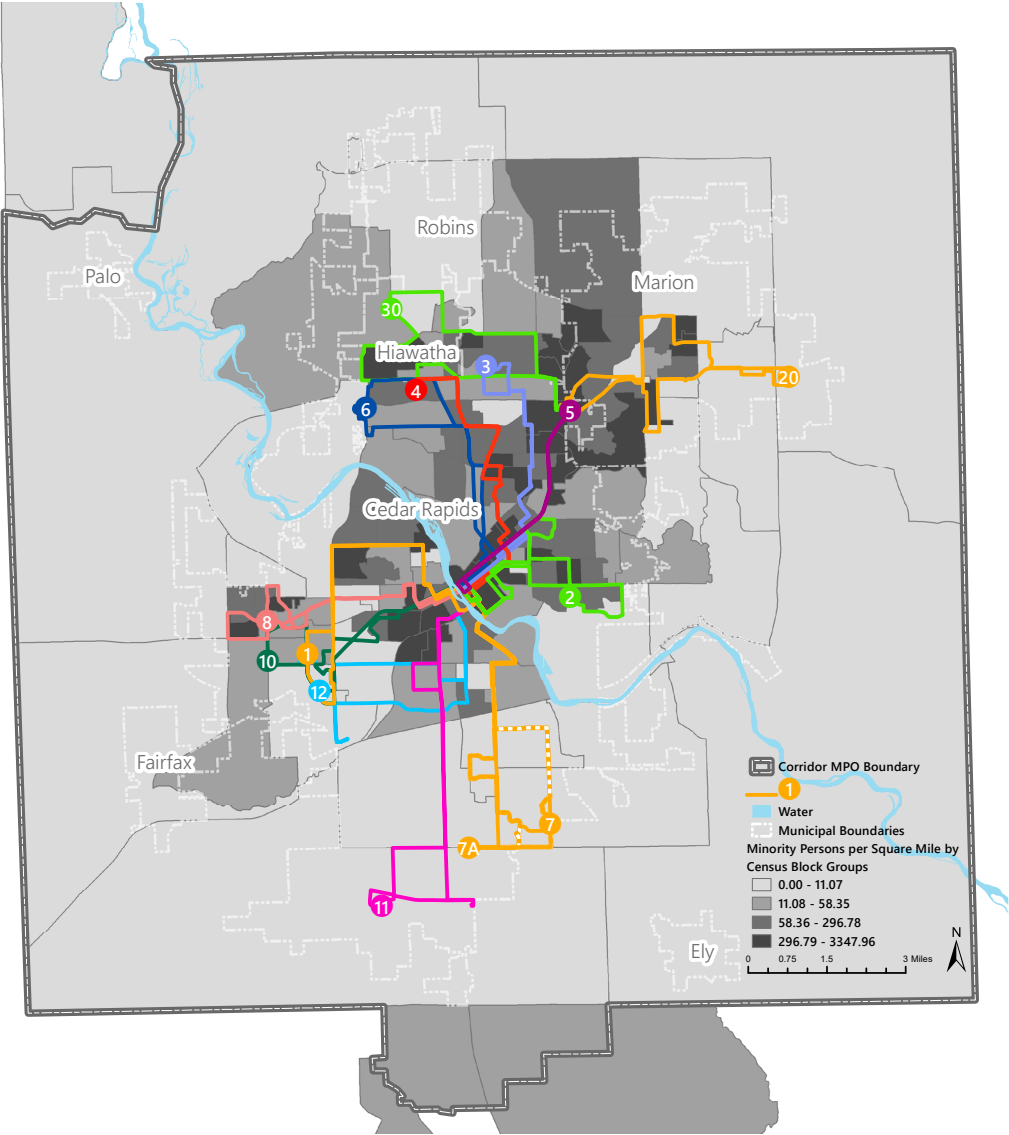 Robins
Palo
Marion
30
Hiawatha
3
20
4
6
5
Cedar Rapids
2
8
1
10
12
Fairfax
Corridor MPO Boundary
1
Water
7
Municipal Boundaries
7A
Minority Persons per Square Mile by
Census Block Groups
0.00 - 11.07
11.08 - 58.35
11
58.36 - 296.78
296.79 - 3347.96
Ely
N
0 0.75 1.5 3 Miles